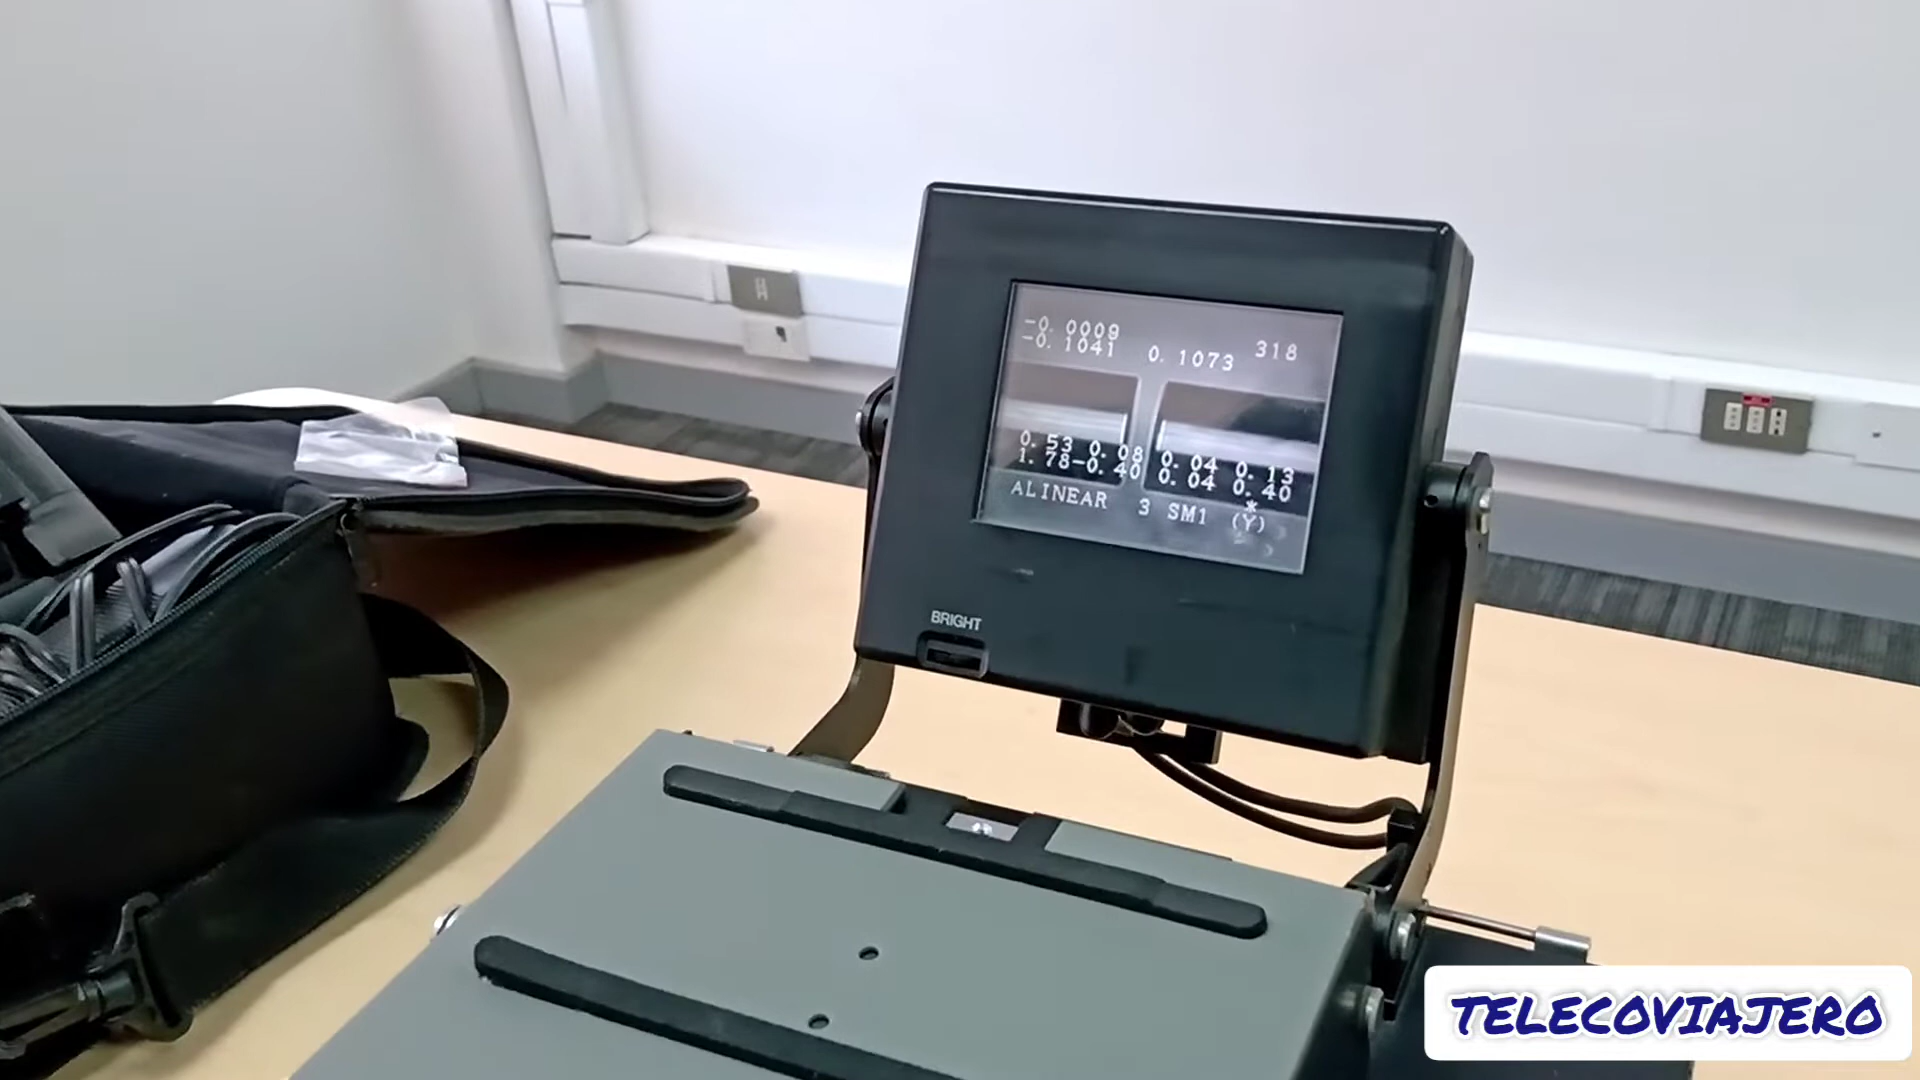 -0. 0009
-0. 1041 0. 1073 318
0. 53 0. 08 0. 04 0. 13
1. 78-0. 40 0. 04 0. 40
*
ALINEAR 3 SM1 (Y)
BRIGHT
TELECOVIAJERO